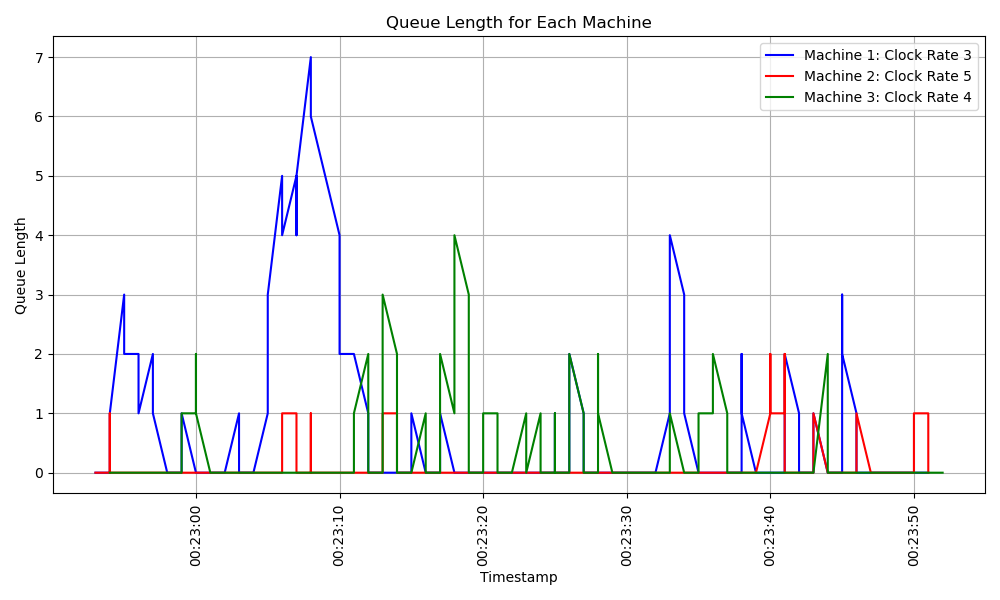 Queue Length for Each Machine
Machine 1: Clock Rate 3
Machine 2: Clock Rate 5
Machine 3: Clock Rate 4
Queue Length
7
6
5
4
3
2
1
0
00:23:00
00:23:10
00:23:20
00:23:30
00:23:40
00:23:50
Timestamp